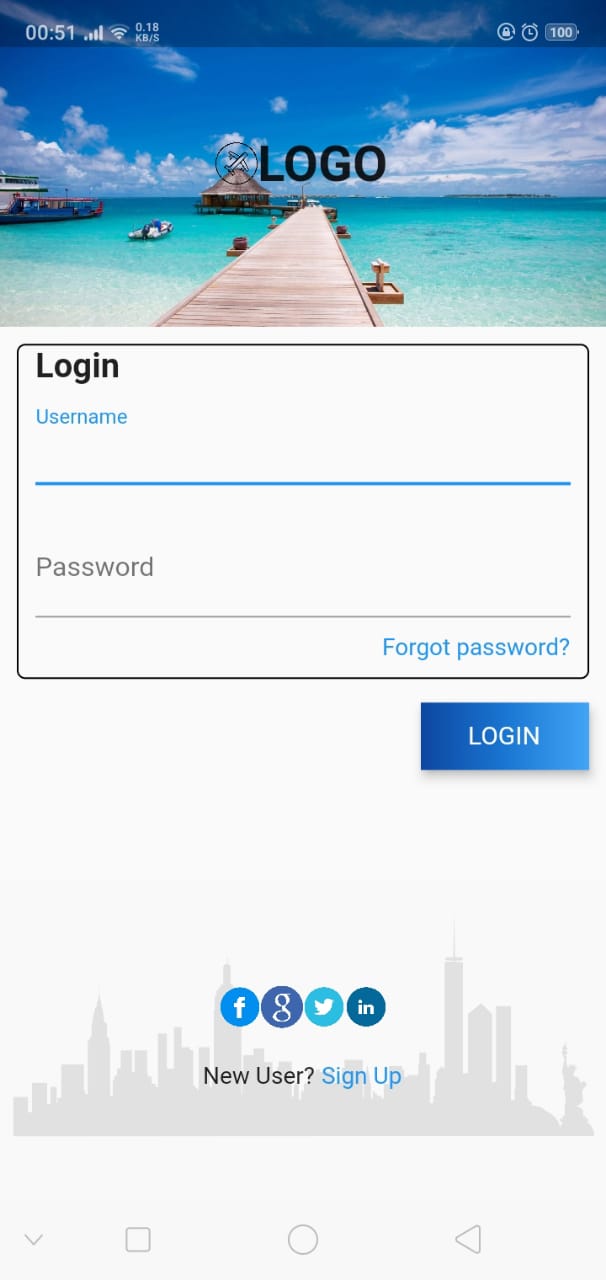 00:51 0.18 KB/S 100
LOGO
Login
Username
Password
Forgot password?
LOGIN
f g in
New User? Sign Up